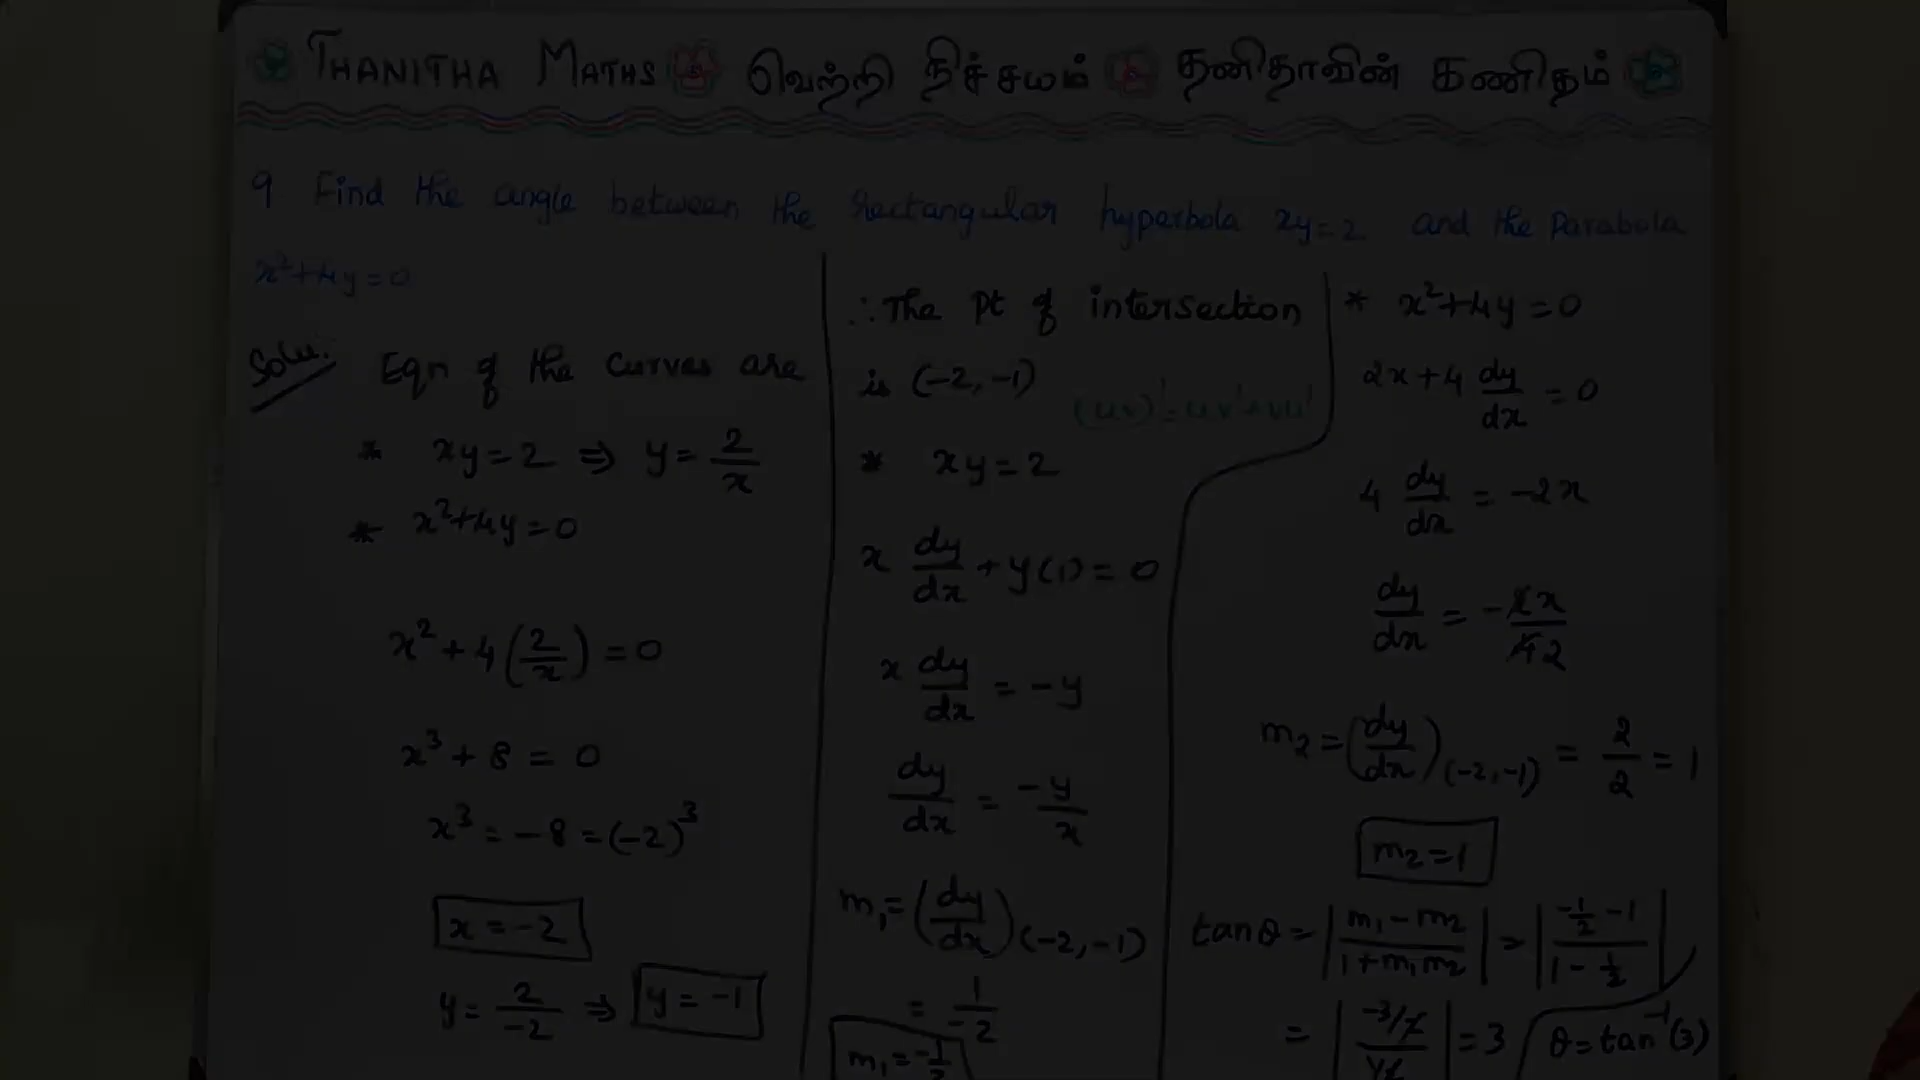 THANITHA MATHS வெற்றி நிச்சயம் தனிதாவின் கணிதம்
9 Find the angle between the rectangular hyperbola xy=2 and the Parabola
x²+4y=0
Solu. Eqn of the Curves are
* xy=2 ⇒ y=2/x
* x²+4y=0
x²+4(2/x)=0
x³+8=0
x³=-8=(-2)³
x=-2
y=2/-2 ⇒ y=-1
∴ The Pt of intersection
is (-2,-1)
(uv)'=uv'+vu'
* xy=2
x dy/dx + y(1)=0
x dy/dx = -y
dy/dx = -y/x
m₁=(dy/dx)(-2,-1)
= 1/-2
m₁=-1/2
* x²+4y=0
2x+4 dy/dx = 0
4 dy/dx = -2x
dy/dx = -2x/4 2
m₂=(dy/dx)(-2,-1) = 2/2 = 1
m₂=1
tanθ = |m₁-m₂/1+m₁m₂| = |-1/2 -1/1-1/2|
= |-3/2/1/2| = 3
θ=tan⁻¹(3)